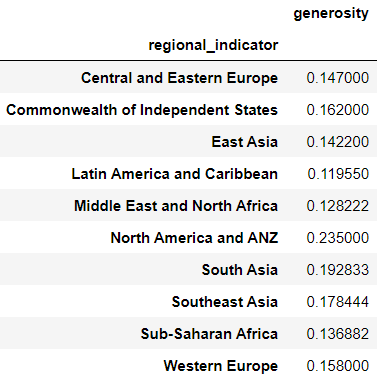 generosity
regional_indicator
Central and Eastern Europe 0.147000
Commonwealth of Independent States 0.162000
East Asia 0.142200
Latin America and Caribbean 0.119550
Middle East and North Africa 0.128222
North America and ANZ 0.235000
South Asia 0.192833
Southeast Asia 0.178444
Sub-Saharan Africa 0.136882
Western Europe 0.158000